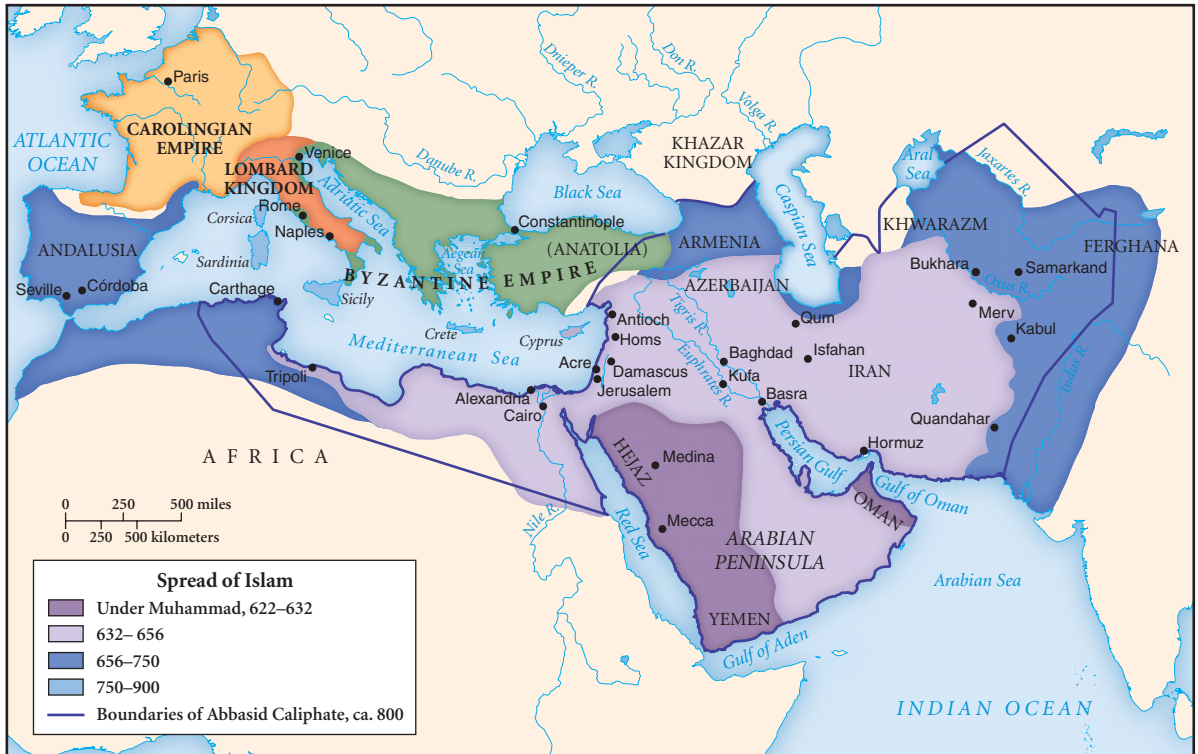 Paris
CAROLINGIAN
EMPIRE
ATLANTIC
OCEAN
LOMBARD
KINGDOM
Venice
Adriatic Sea
Rome
Naples
Corsica
Sardinia
Sicily
ANDALUSIA
Seville
Córdoba
Carthage
Tripoli
Danube R.
Dnieper R.
Don R.
Volga R.
KHAZAR
KINGDOM
Black Sea
Constantinople
(ANATOLIA)
Aegean
Sea
BYZANTINE EMPIRE
Crete
Cyprus
Mediterranean Sea
Caspian Sea
Aral
Sea
Jaxartes R.
KHWARAZM
FERGHANA
ARMENIA
AZERBAIJAN
Bukhara
Samarkand
Oxus R.
Merv
Kabul
Indus R.
Qum
Isfahan
IRAN
Quandahar
Hormuz
Tigris R.
Euphrates R.
Baghdad
Kufa
Basra
Antioch
Homs
Acre
Damascus
Jerusalem
Alexandria
Cairo
AFRICA
Nile R.
Red Sea
HEJAZ
Medina
Mecca
ARABIAN
PENINSULA
YEMEN
OMAN
Persian Gulf
Gulf of Oman
Gulf of Aden
Arabian Sea
INDIAN OCEAN
0 250 500 miles
0 250 500 kilometers
Spread of Islam
Under Muhammad, 622–632
632– 656
656–750
750–900
Boundaries of Abbasid Caliphate, ca. 800